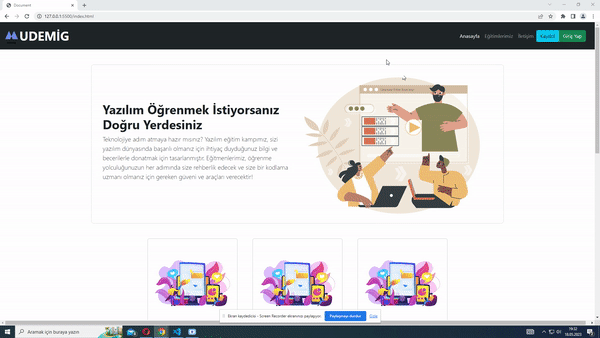 Document
127.0.0.1:5500/index.html
UDEMİG
Anasayfa Eğitimlerimiz İletişim Kaydol Giriş Yap
Yazılım Öğrenmek İstiyorsanız
Doğru Yerdesiniz
Teknolojiye adım atmaya hazır mısınız? Yazılım eğitim kampımız, sizi
yazılım dünyasında başarılı olmanız için ihtiyaç duyduğunuz bilgi ve
becerilerle donatmak için tasarlanmıştır. Eğitmenlerimiz, öğrenme
yolculuğunuzun her adımında size rehberlik edecek ve size bir kodlama
uzmanı olmanız için gereken güveni ve araçları verecektir!
Ekran kaydedicisi - Screen Recorder ekranınızı paylaşıyor. Paylaşmayı durdur Gizle
Aramak için buraya yazın
19:32
18.05.2023